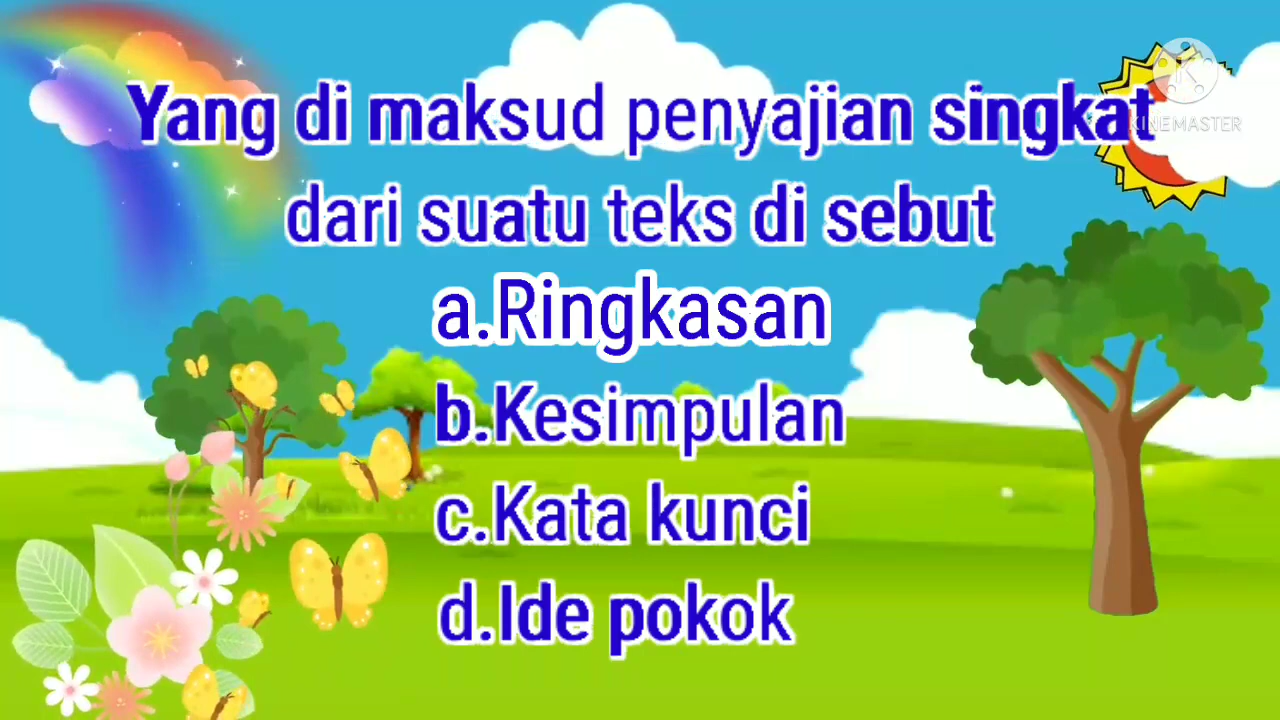 Yang di maksud penyajian singkat
dari suatu teks di sebut
a.Ringkasan
b.Kesimpulan
c.Kata kunci
d.Ide pokok
KINEMASTER